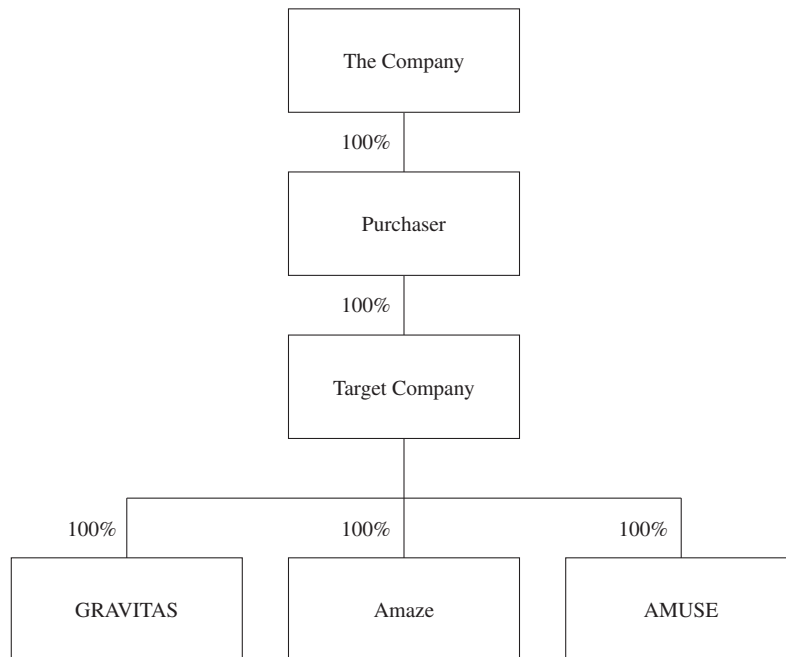 The Company
100%
Purchaser
100%
Target Company
100%
100%
100%
GRAVITAS
Amaze
AMUSE